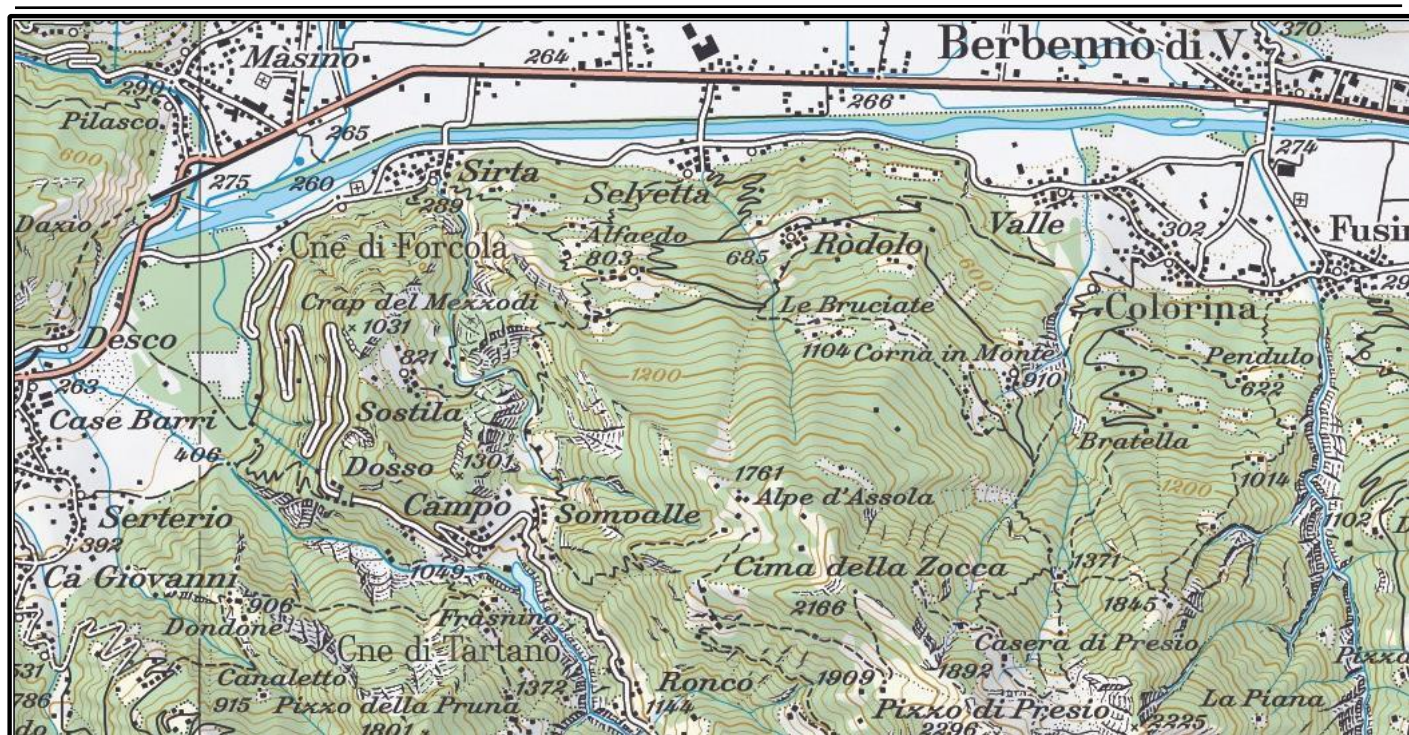 370
Berbenno di V.
Màsino
264
290
266
Pilasco
265
274
600
275
260
Sirta
Selvetta
289
Daxio
Alfaedo
Valle
302
Cne di Forcola
803
685
Ròdolo
600
Crap del Mezzodì
Le Bruciate
Colorina
1031
Desco
821
1104
Corna in Monte
Pendulo
263
1200
910
622
Case Barri
Sostila
406
Dosso
Bratella
1761
1200
1014
Campo
Somvalle
Alpe d'Assola
Serterio
1102
392
Cima della Zocca
1371
Cà Giovanni
1049
906
2166
1845
Dondone
Frasnino
Casera di Presio
Cne di Tartano
531
Canaletto
1372
Ronco
1909
1892
La Piana
786
915
Pizzo della Pruna
1144
Pizzo di Presio
2225
1801
2296